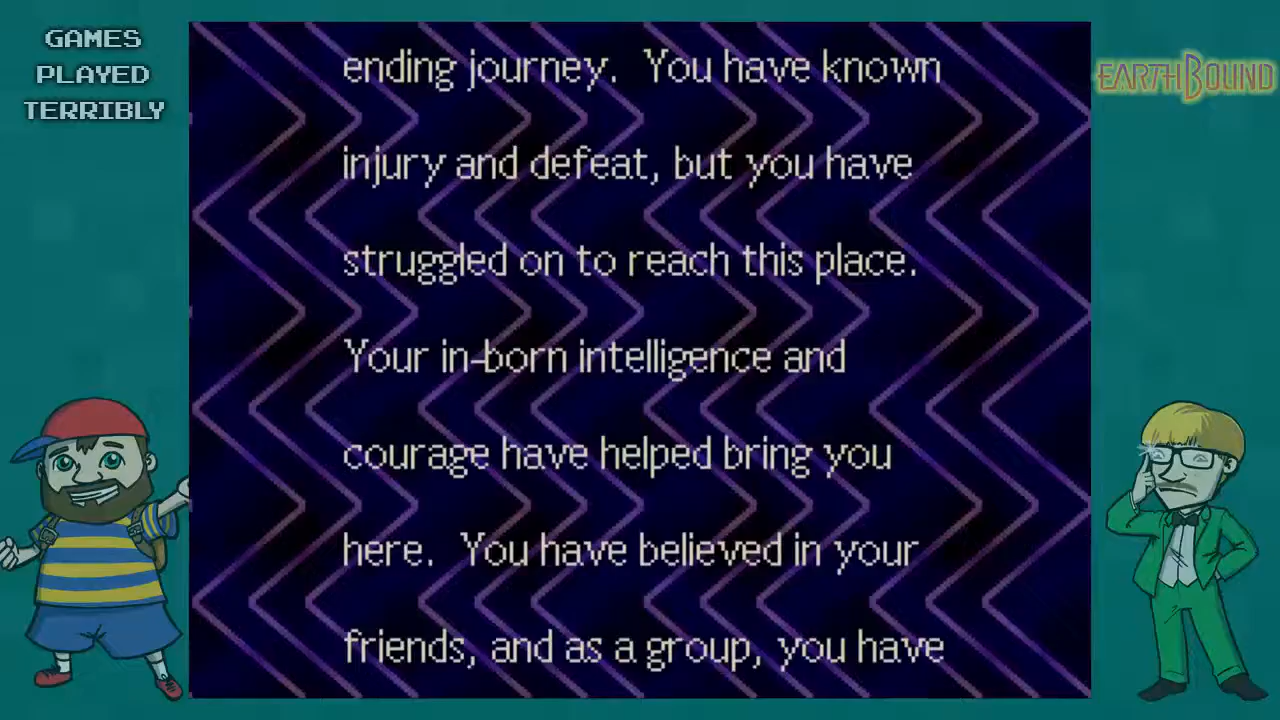 GAMES
PLAYED
TERRIBLY
EARTHBOUND
ending journey.  You have known
injury and defeat, but you have
struggled on to reach this place.
Your in-born intelligence and
courage have helped bring you
here.  You have believed in your
friends, and as a group, you have